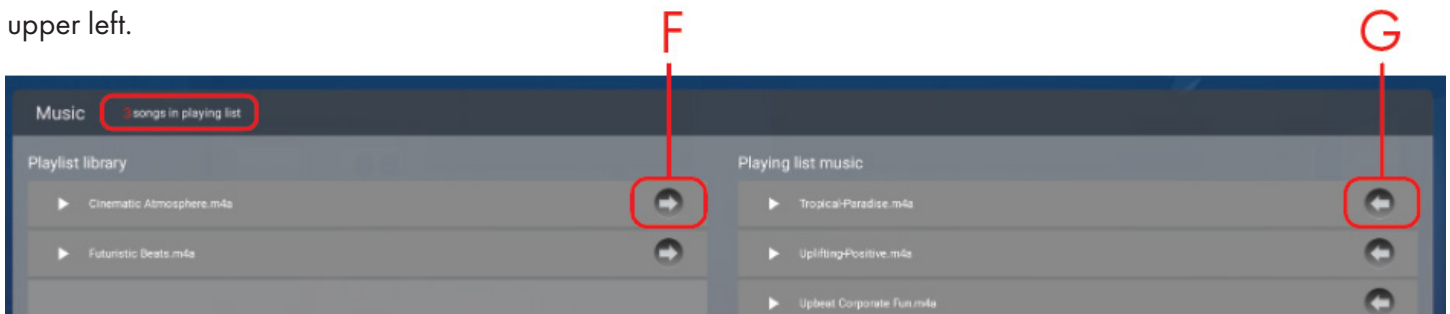 upper left.
F
G
Music 3 songs in playing list
Playlist library
Playing list music
Cinematic Atmosphere.m4a
Tropical-Paradise.m4a
Futuristic Beats.m4a
Uplifting-Positive.m4a
Upbeat Corporate Fun.m4a